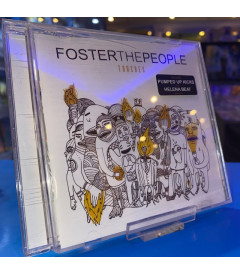 FOSTERTHEPEOPLE
TORCHES
PUMPED UP KICKS
HELENA BEAT